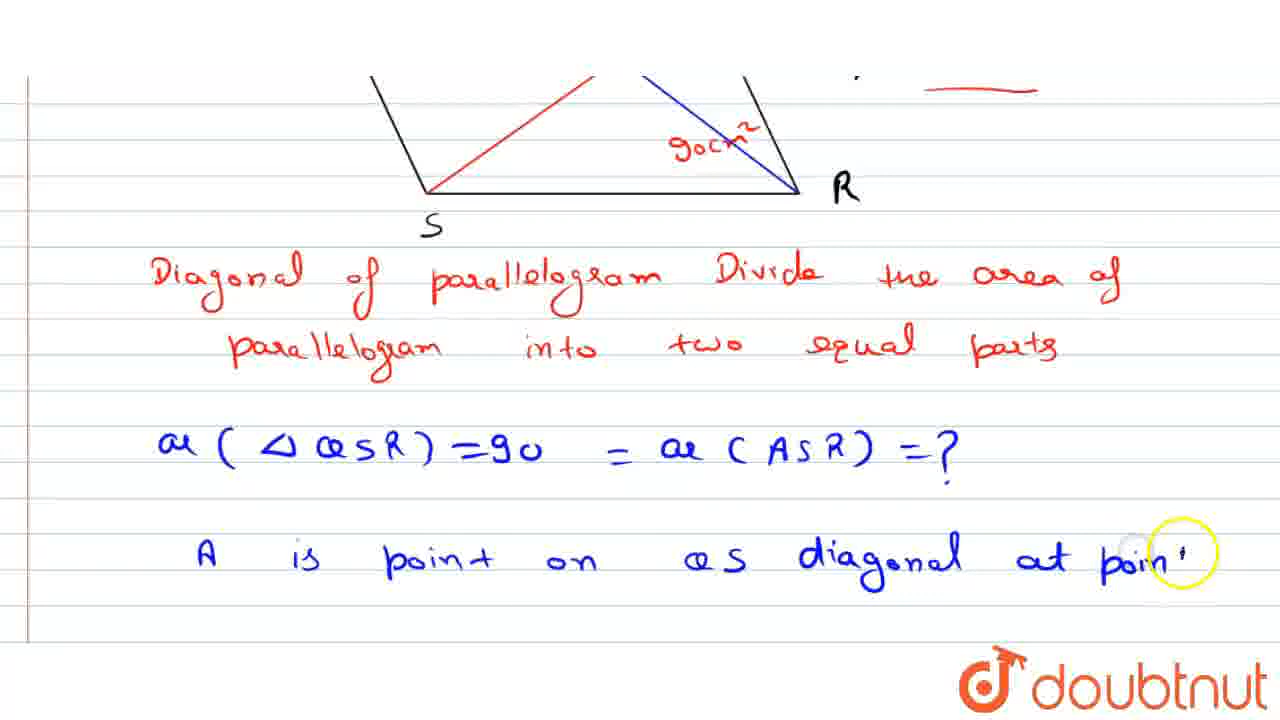 90cm²
R
S
Diagonal of parallelogram Divide the area of
parallelogram into two equal parts
ar ( △ QSR ) = 90 = ar ( ASR ) = ?
A is point on QS diagonal at poin
doubtnut